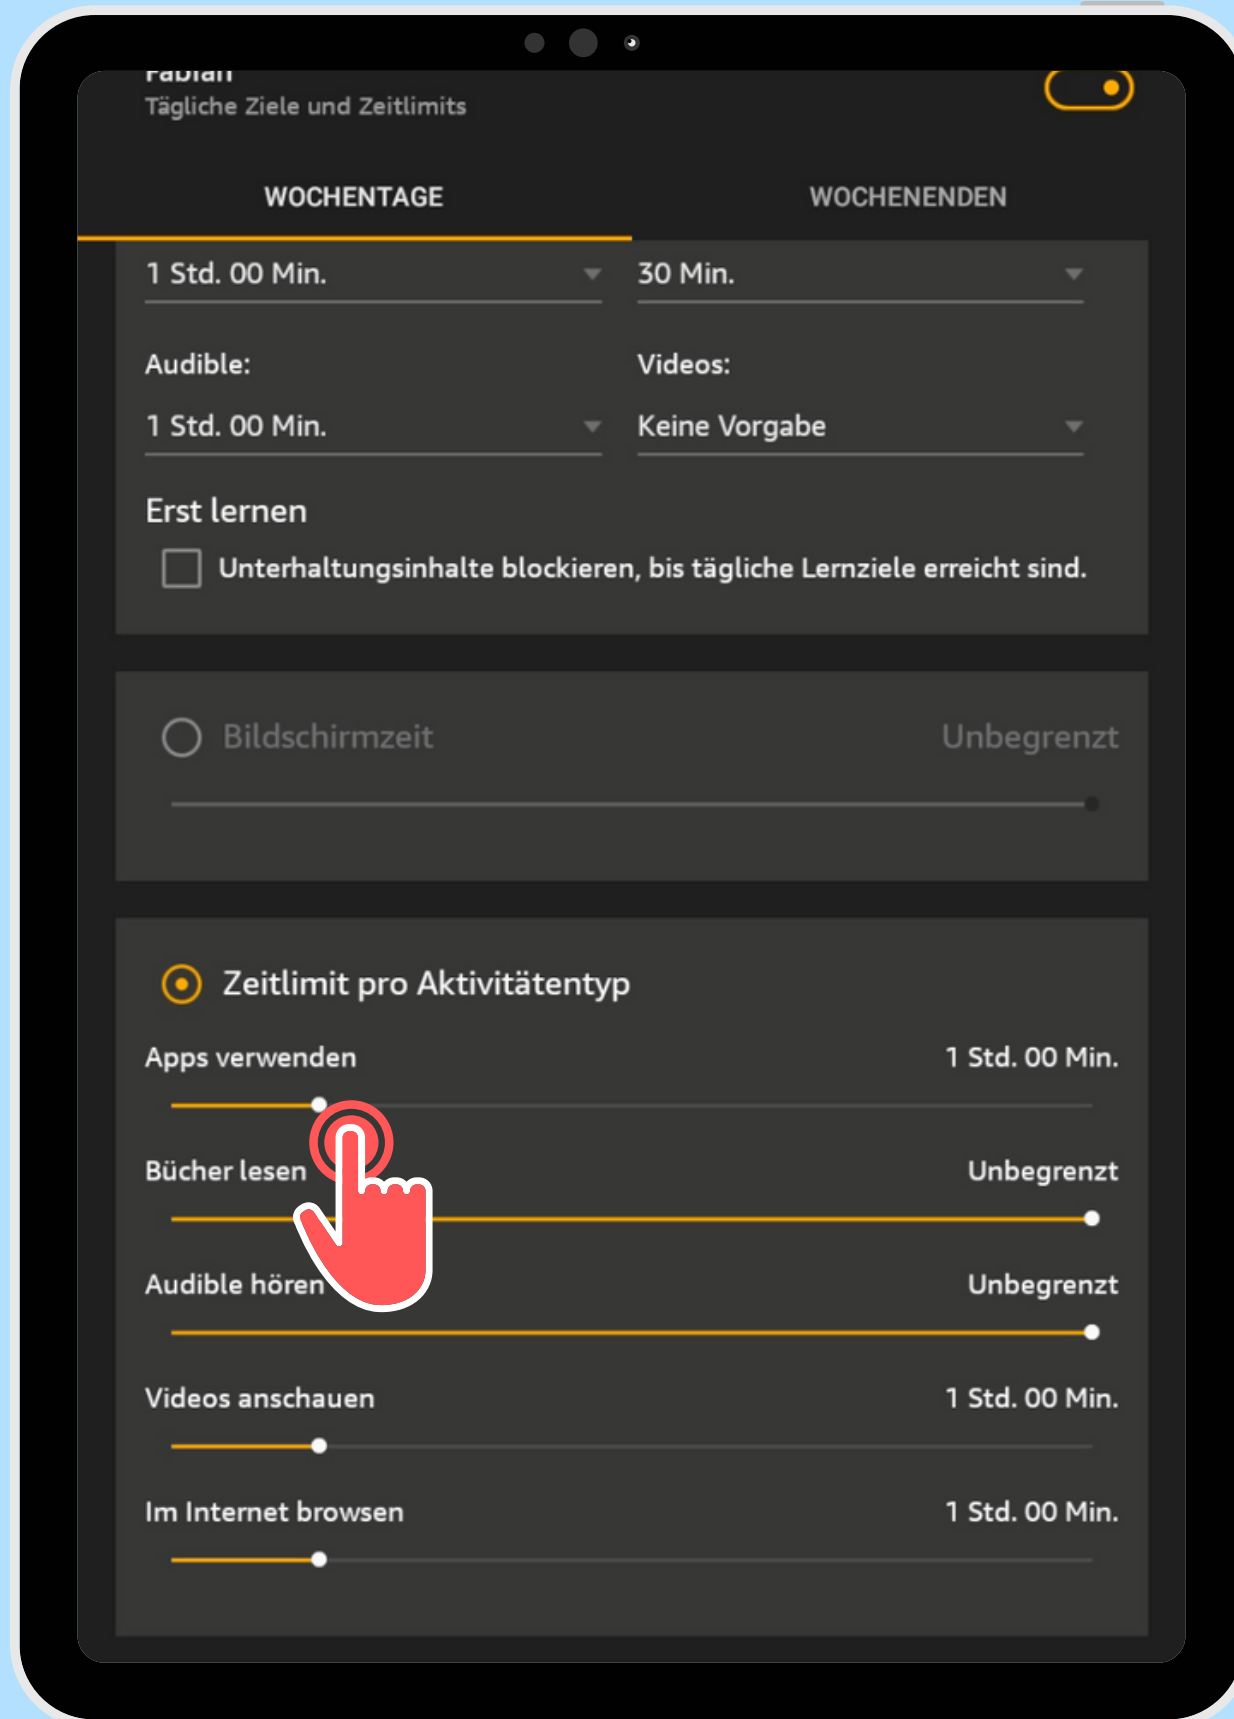 Fabian
Tägliche Ziele und Zeitlimits
WOCHENTAGE WOCHENENDEN
1 Std. 00 Min. 30 Min.
Audible: Videos:
1 Std. 00 Min. Keine Vorgabe
Erst lernen
Unterhaltungsinhalte blockieren, bis tägliche Lernziele erreicht sind.
Bildschirmzeit Unbegrenzt
Zeitlimit pro Aktivitätentyp
Apps verwenden 1 Std. 00 Min.
Bücher lesen Unbegrenzt
Audible hören Unbegrenzt
Videos anschauen 1 Std. 00 Min.
Im Internet browsen 1 Std. 00 Min.